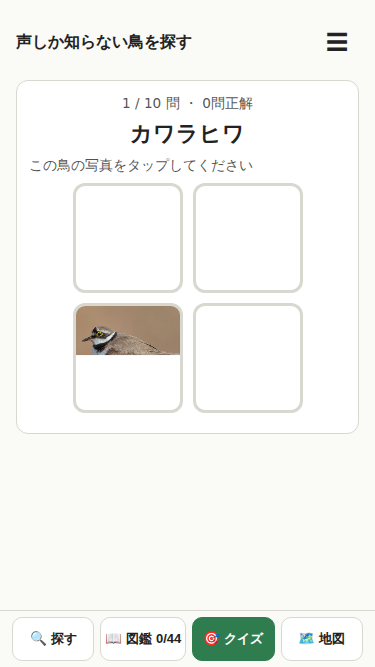 声しか知らない鳥を探す
1 / 10 問 ・ 0問正解
カワラヒワ
この鳥の写真をタップしてください
🔍 探す
📖 図鑑 0/44
🎯 クイズ
🗺️ 地図